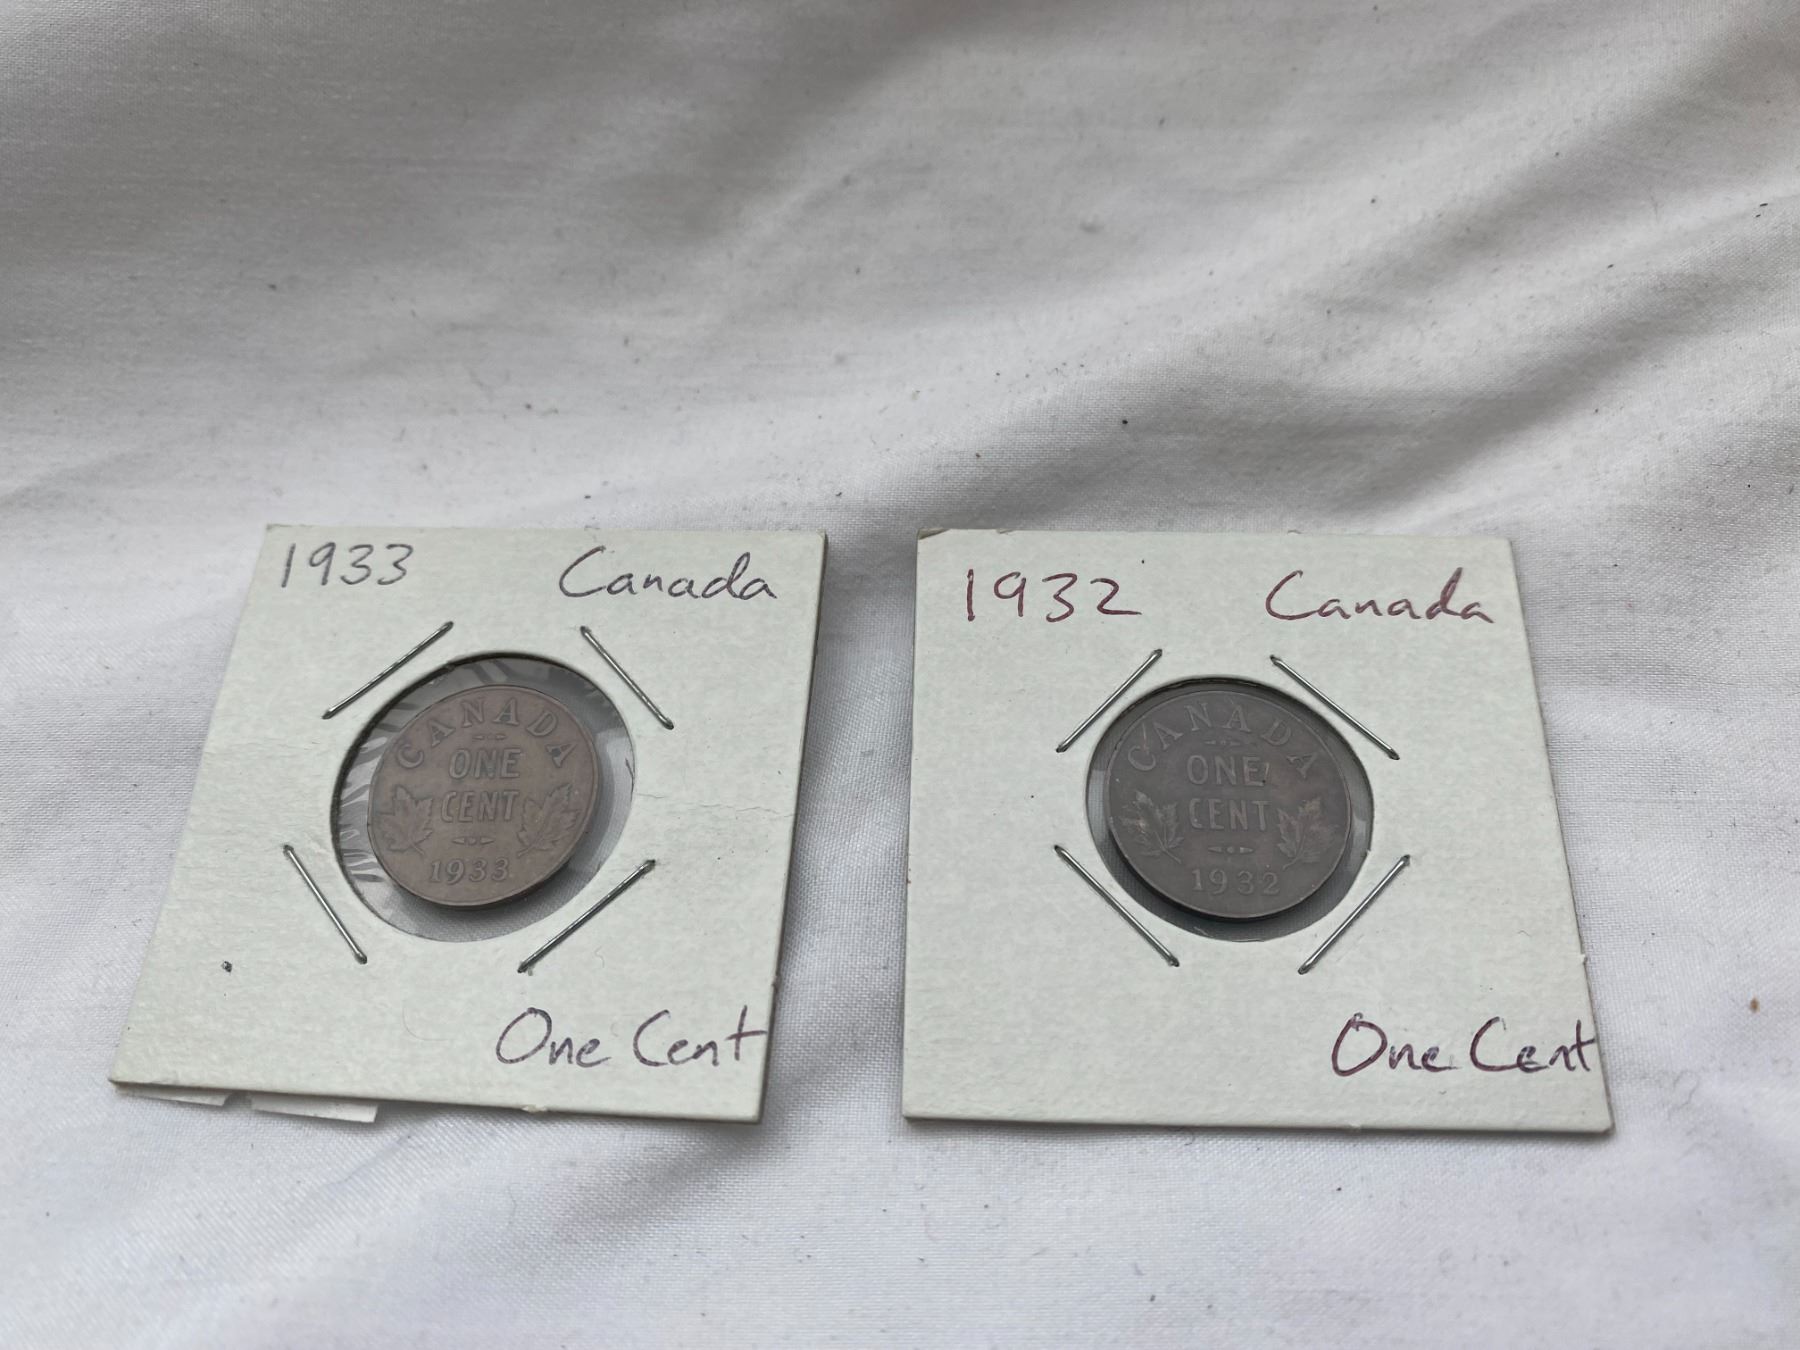 1933 Canada
CANADA
ONE
CENT
1933
One Cent
1932 Canada
CANADA
ONE
CENT
1932
One Cent